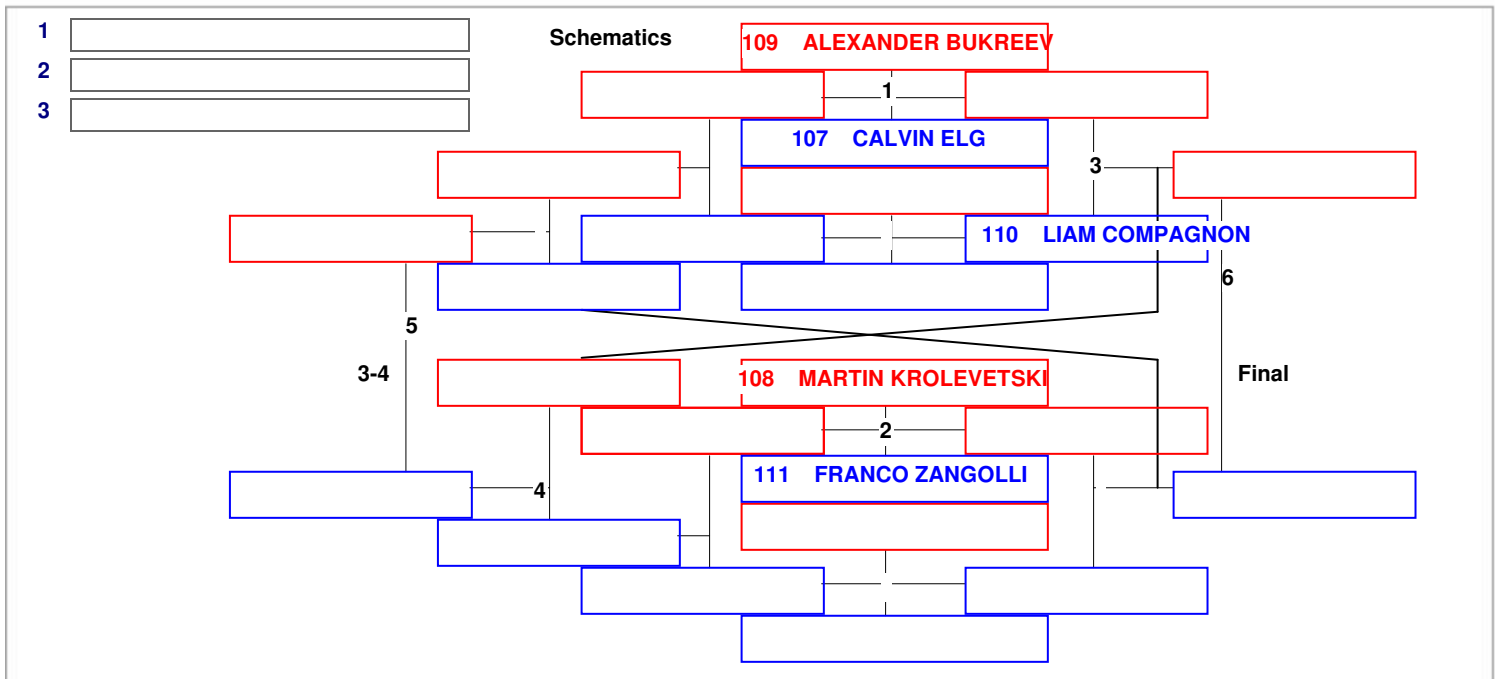 1
2
3
Schematics
109 ALEXANDER BUKREEV
1
107 CALVIN ELG
3
110 LIAM COMPAGNON
6
5
3-4
108 MARTIN KROLEVETSKI
Final
2
111 FRANCO ZANGOLLI
4